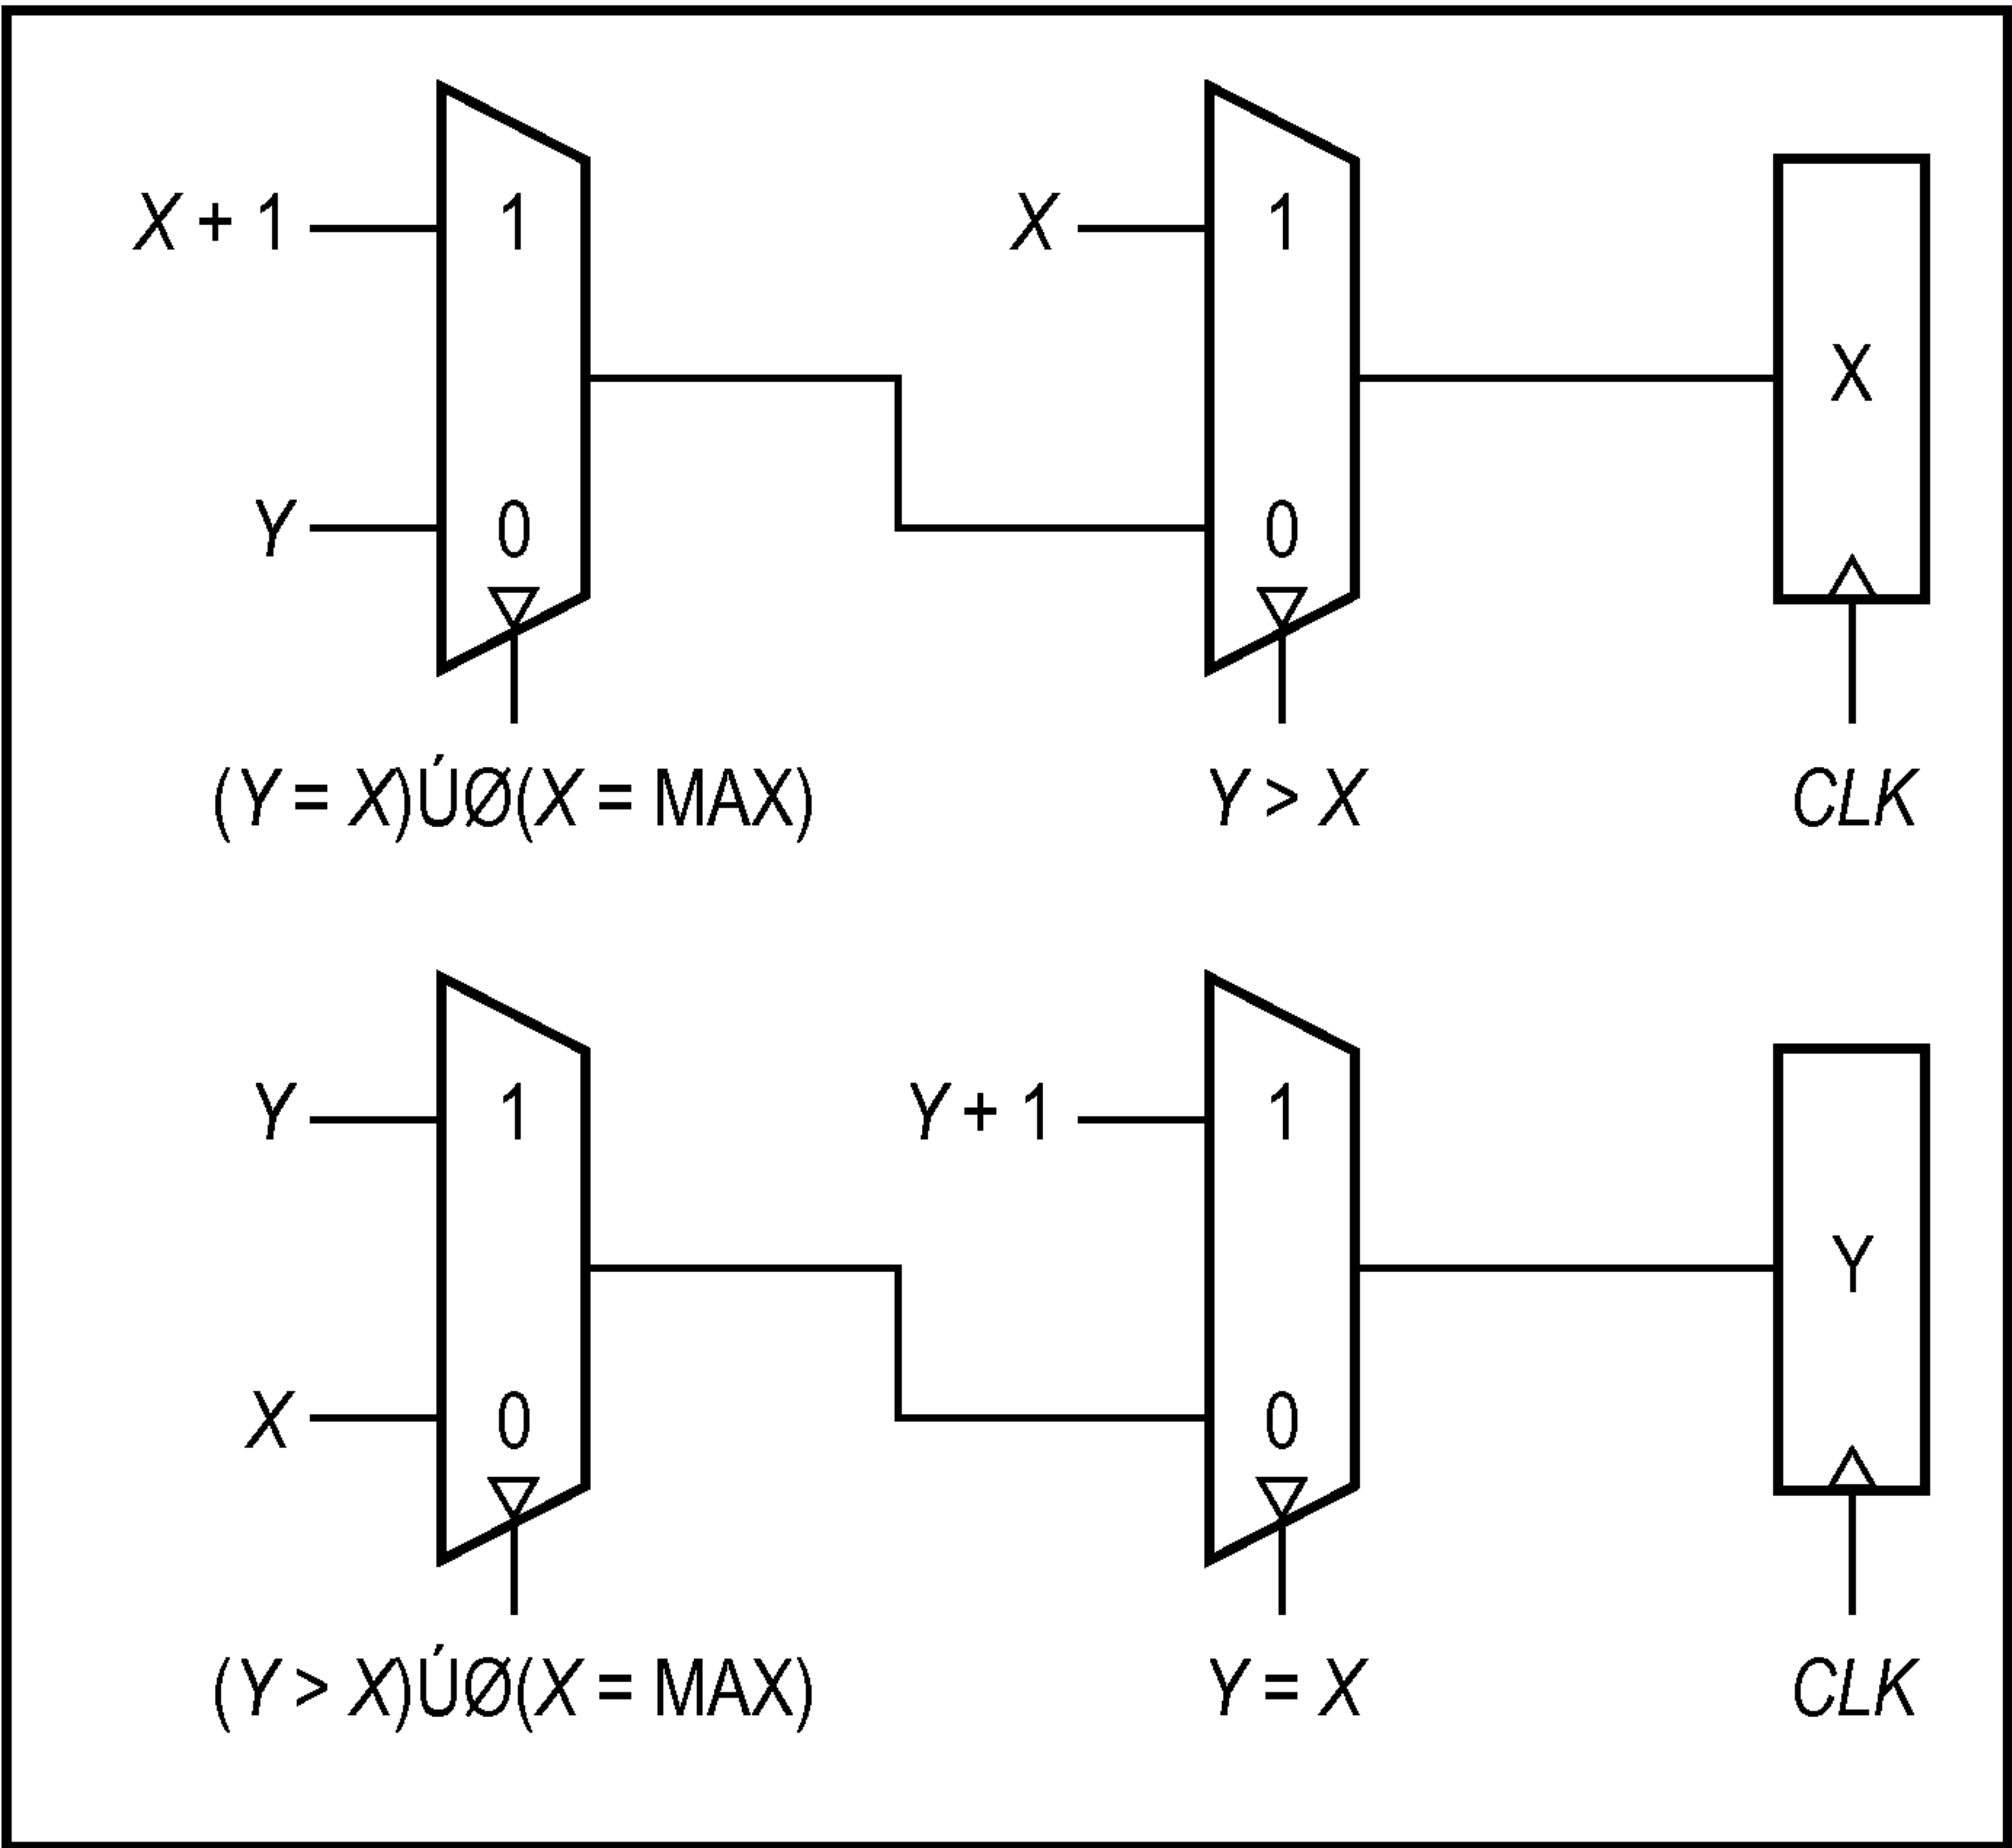 X + 1
1
X
1
X
Y
0
0
(Y = X)ÚØ(X = MAX)
Y > X
CLK
Y
1
Y + 1
1
Y
X
0
0
(Y > X)ÚØ(X = MAX)
Y = X
CLK